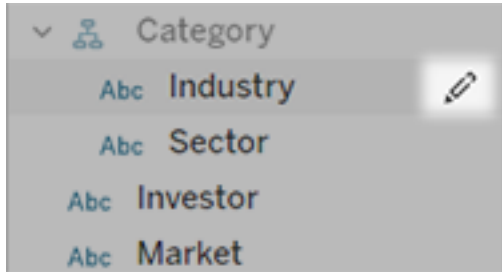 Category
Abc Industry
Abc Sector
Abc Investor
Abc Market